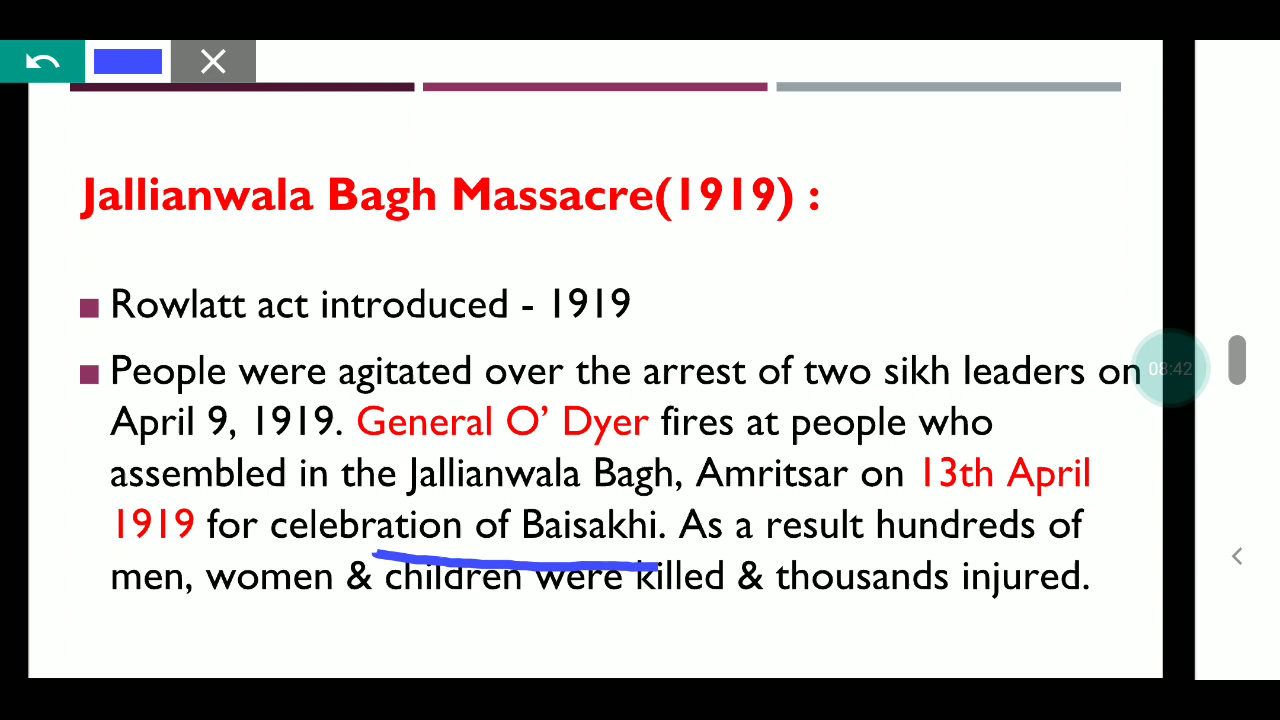 Jallianwala Bagh Massacre(1919) :
Rowlatt act introduced - 1919
People were agitated over the arrest of two sikh leaders on
08:42
April 9, 1919. General O’ Dyer fires at people who
assembled in the Jallianwala Bagh, Amritsar on 13th April
1919 for celebration of Baisakhi. As a result hundreds of
men, women & children were killed & thousands injured.